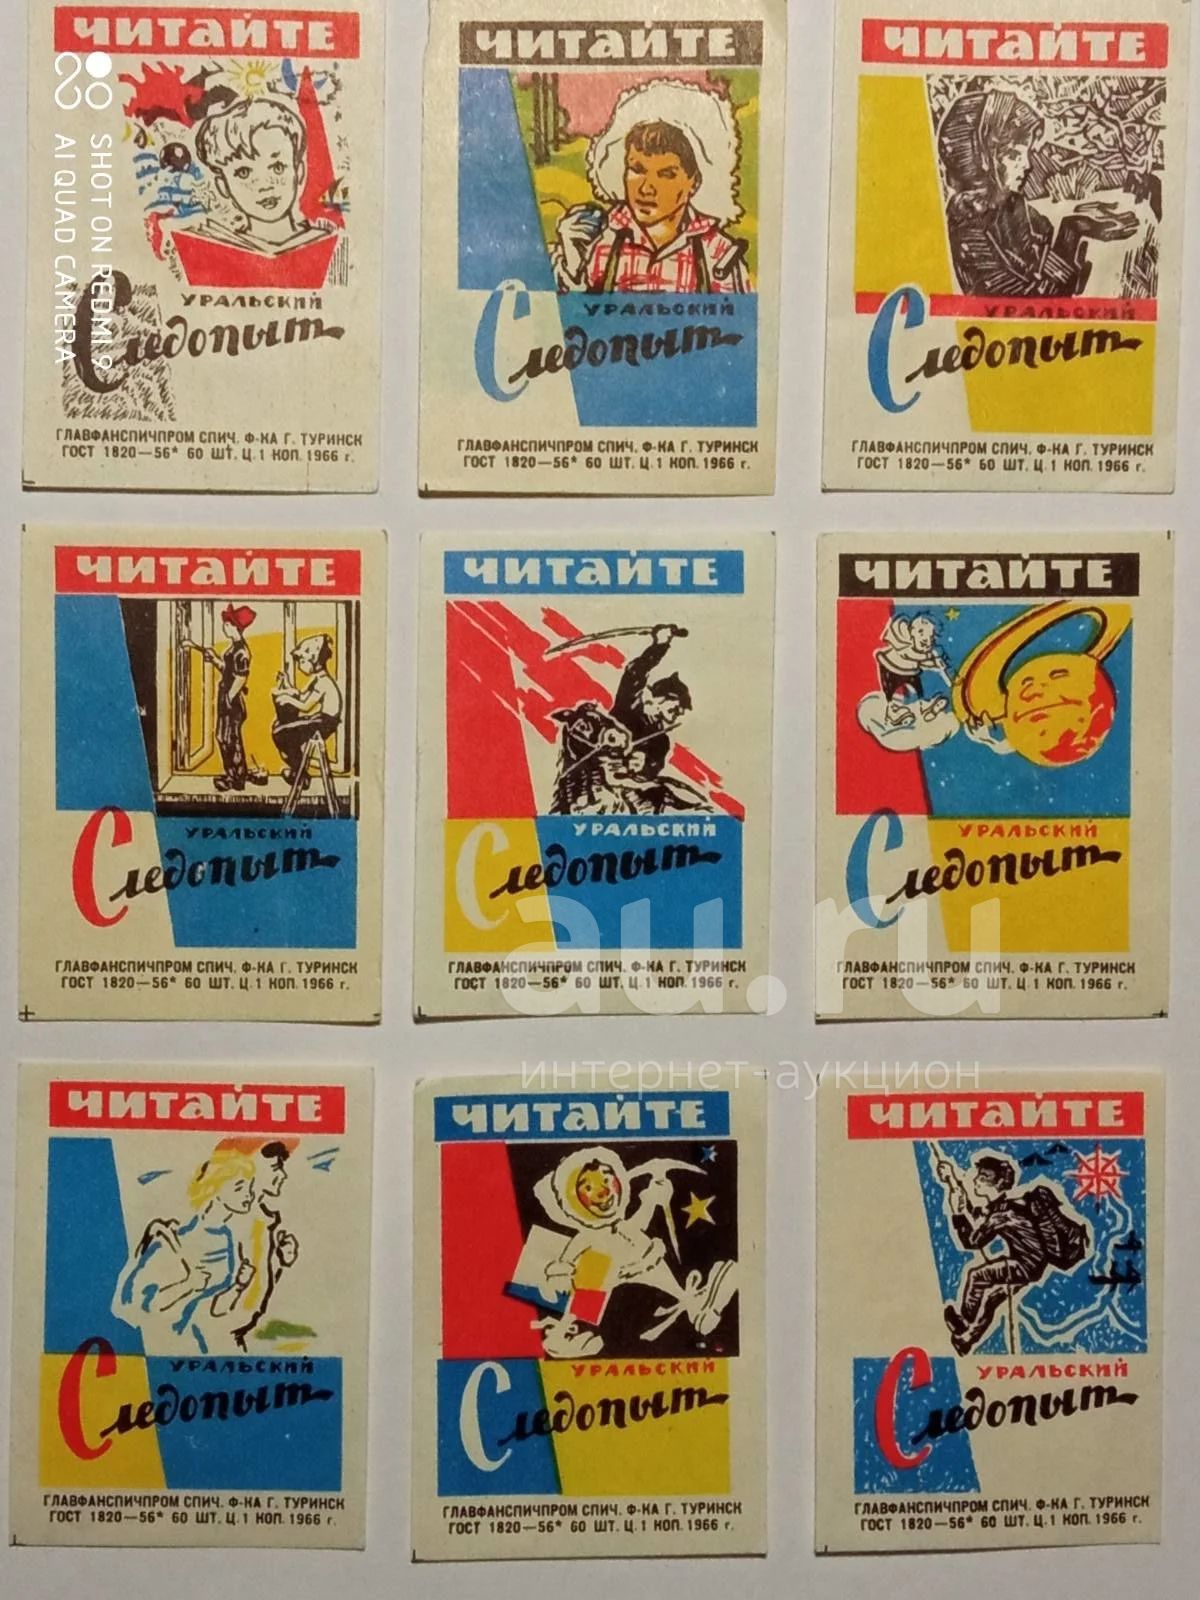 SHOT ON REDMI 9
AI QUAD CAMERA
ЧИТАЙТЕ
УРАЛЬСКИЙ
Следопыт
ГЛАВФАНСПИЧПРОМ СПИЧ. Ф-КА Г. ТУРИНСК
ГОСТ 1820—56* 60 ШТ. Ц. 1 КОП. 1966 г.
ЧИТАЙТЕ
УРАЛЬСКИЙ
Следопыт
ГЛАВФАНСПИЧПРОМ СПИЧ. Ф-КА Г. ТУРИНСК
ГОСТ 1820—56* 60 ШТ. Ц. 1 КОП. 1966 г.
ЧИТАЙТЕ
УРАЛЬСКИЙ
Следопыт
ГЛАВФАНСПИЧПРОМ СПИЧ. Ф-КА Г. ТУРИНСК
ГОСТ 1820—56* 60 ШТ. Ц. 1 КОП. 1966 г.
ЧИТАЙТЕ
УРАЛЬСКИЙ
Следопыт
ГЛАВФАНСПИЧПРОМ СПИЧ. Ф-КА Г. ТУРИНСК
ГОСТ 1820—56* 60 ШТ. Ц. 1 КОП. 1966 г.
ЧИТАЙТЕ
УРАЛЬСКИЙ
Следопыт
ГЛАВФАНСПИЧПРОМ СПИЧ. Ф-КА Г. ТУРИНСК
ГОСТ 1820—56* 60 ШТ. Ц. 1 КОП. 1966 г.
ЧИТАЙТЕ
УРАЛЬСКИЙ
Следопыт
ГЛАВФАНСПИЧПРОМ СПИЧ. Ф-КА Г. ТУРИНСК
ГОСТ 1820—56* 60 ШТ. Ц. 1 КОП. 1966 г.
au.ru
интернет-аукцион
ЧИТАЙТЕ
УРАЛЬСКИЙ
Следопыт
ГЛАВФАНСПИЧПРОМ СПИЧ. Ф-КА Г. ТУРИНСК
ГОСТ 1820—56* 60 ШТ. Ц. 1 КОП. 1966 г.
ЧИТАЙТЕ
УРАЛЬСКИЙ
Следопыт
ГЛАВФАНСПИЧПРОМ СПИЧ. Ф-КА Г. ТУРИНСК
ГОСТ 1820—56* 60 ШТ. Ц. 1 КОП. 1966 г.
ЧИТАЙТЕ
УРАЛЬСКИЙ
Следопыт
ГЛАВФАНСПИЧПРОМ СПИЧ. Ф-КА Г. ТУРИНСК
ГОСТ 1820—56* 60 ШТ. Ц. 1 КОП. 1966 г.